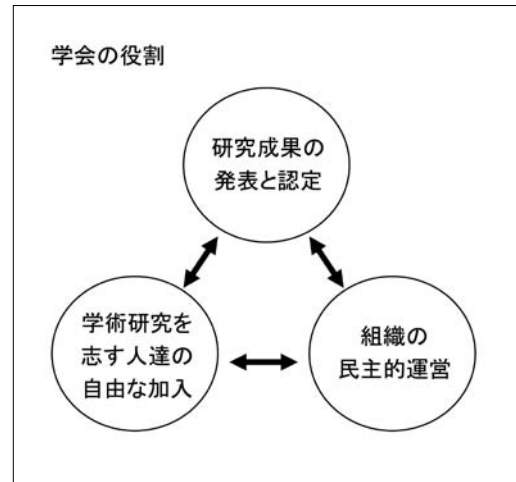 学会の役割
研究成果の
発表と認定
学術研究を
志す人達の
自由な加入
組織の
民主的運営